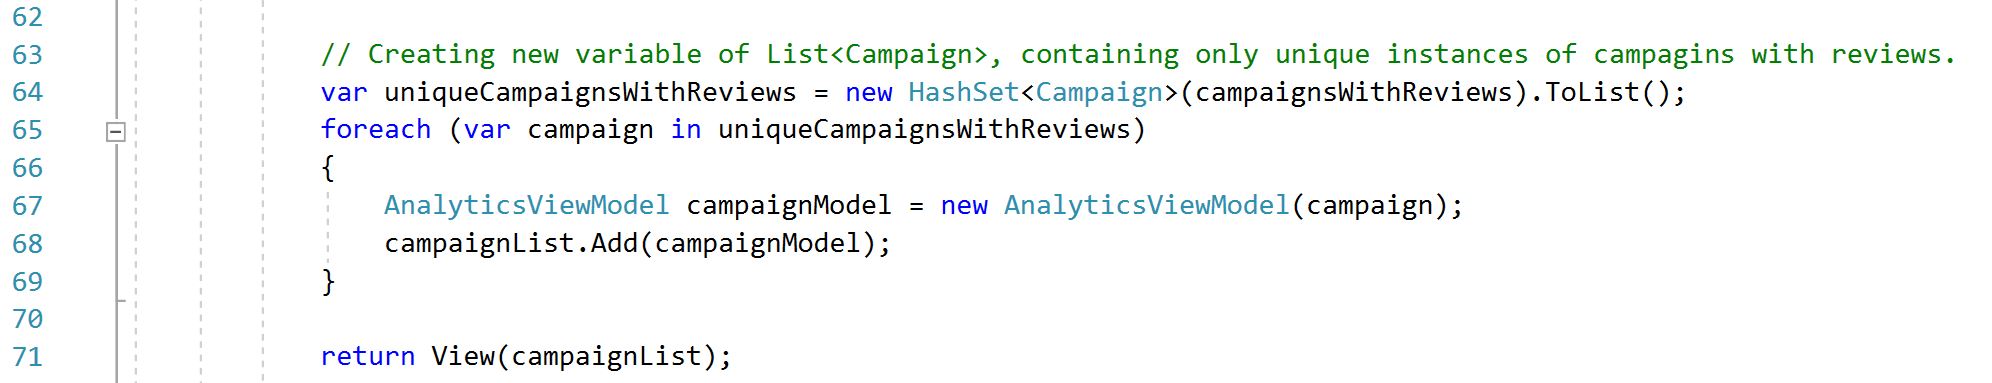 62
63 // Creating new variable of List<Campaign>, containing only unique instances of campagins with reviews.
64 var uniqueCampaignsWithReviews = new HashSet<Campaign>(campaignsWithReviews).ToList();
65 foreach (var campaign in uniqueCampaignsWithReviews)
66 {
67 AnalyticsViewModel campaignModel = new AnalyticsViewModel(campaign);
68 campaignList.Add(campaignModel);
69 }
70
71 return View(campaignList);